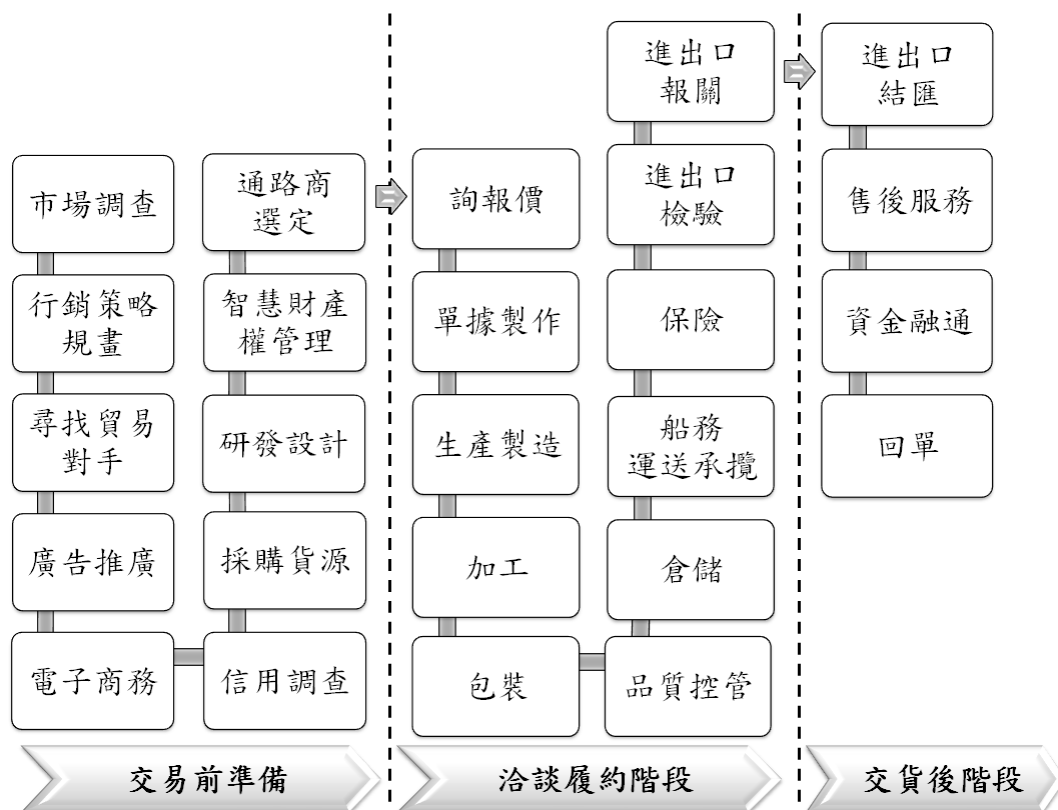 市場調查
行銷策略
規畫
尋找貿易
對手
廣告推廣
電子商務
信用調查
採購貨源
研發設計
智慧財產
權管理
通路商
選定
詢報價
單據製作
生產製造
加工
包裝
品質控管
倉儲
船務
運送承攬
保險
進出口
檢驗
進出口
報關
進出口
結匯
售後服務
資金融通
回單
交易前準備
洽談履約階段
交貨後階段